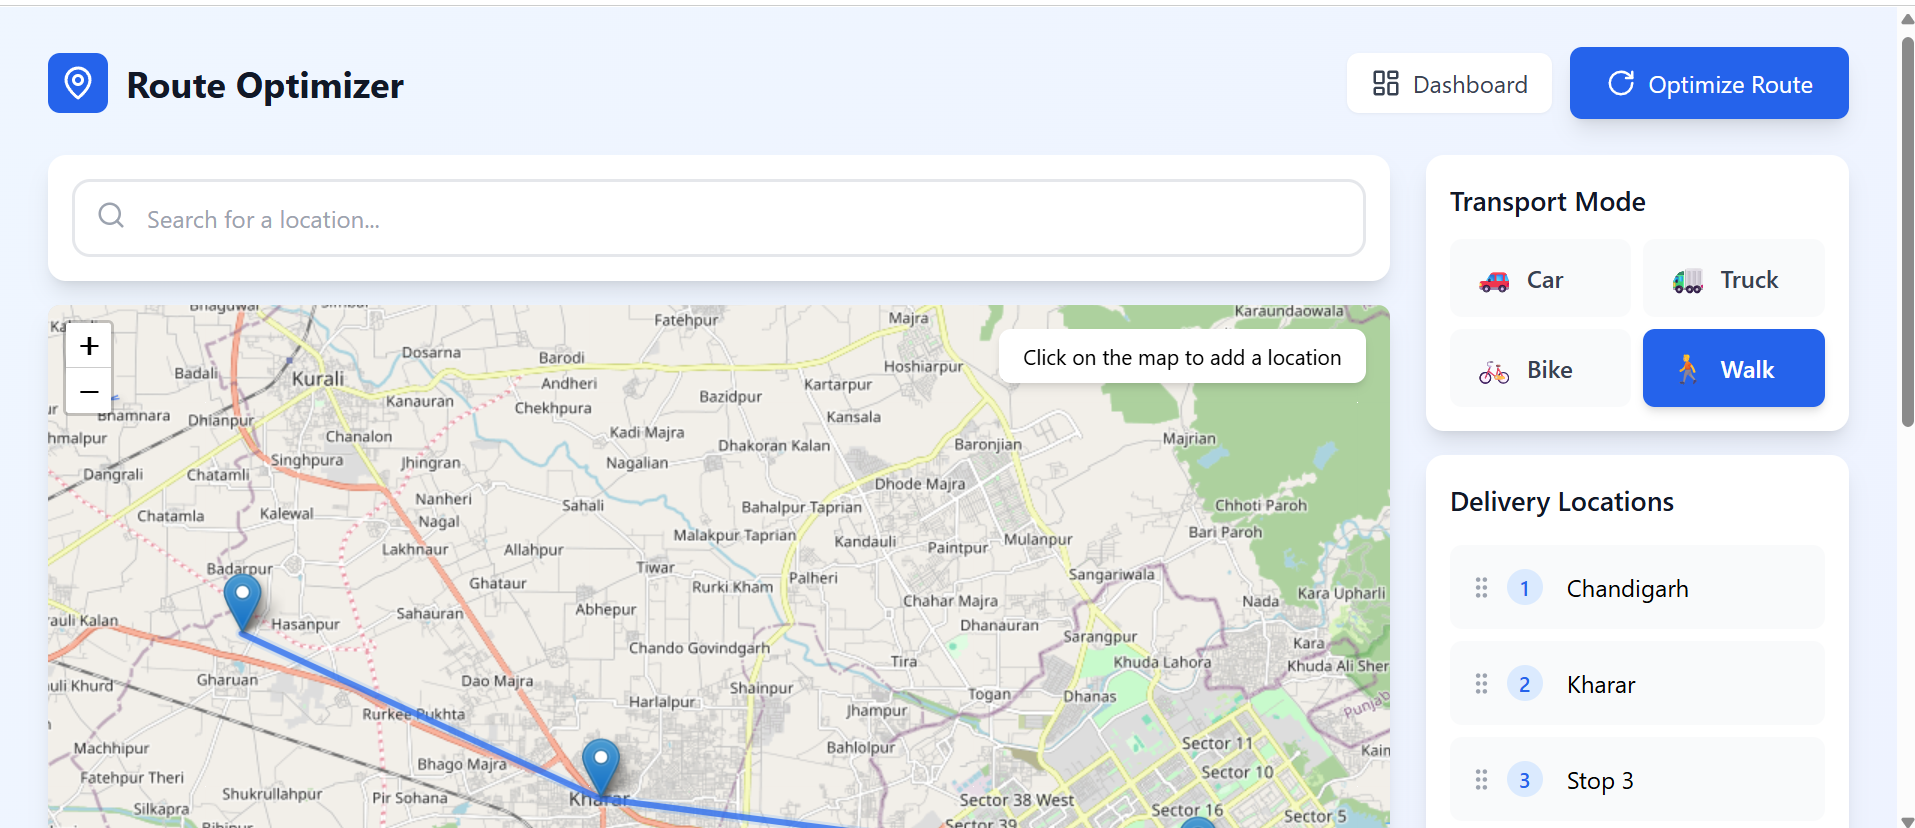 Route Optimizer
Dashboard
Optimize Route
Search for a location...
Transport Mode
Car
Truck
Bike
Walk
Delivery Locations
1 Chandigarh
2 Kharar
3 Stop 3
+
−
Click on the map to add a location
Karaundaowala
Majra
Fatehpur
Dosarna
Barodi
Hoshiarpur
Badali
Kurali
Andheri
Kartarpur
Kanauran
Chekhpura
Bazidpur
Kansala
Bhamnara
Dhianpur
Chanalon
Kadi Majra
Dhakoran Kalan
Baronjian
Majrian
Singhpura
Jhingran
Nagalian
Dangrali
Chatamli
Dhode Majra
Nanheri
Sahali
Bahalpur Taprian
Chhoti Paroh
Chatamla
Kalewal
Nagal
Malakpur Taprian
Kandauli
Paintpur
Mulanpur
Bari Paroh
Lakhnaur
Allahpur
Badarpur
Tiwar
Palheri
Sangariwala
Ghataur
Rurki Kham
Chahar Majra
Nada
Kara Upharli
Hasanpur
Sahauran
Abhepur
Dhanauran
Sarangpur
Kara
Chando Govindgarh
Tira
Khuda Lahora
Khuda Ali Sher
Gharuan
Dao Majra
Shainpur
Togan
Dhanas
Harlalpur
Jhampur
Rurkee Pukhta
Machhipur
Bhago Majra
Bahlolpur
Sector 11
Fatehpur Theri
Sector 10
Shukrullahpur
Pir Sohana
Kharar
Sector 38 West
Sector 16
Silkapra
Sector 39
Sector 5